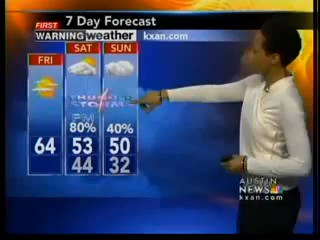 FIRST 7 Day Forecast
WARNING weather kxan.com
FRI SAT SUN
THUNDER
STORMS
PM
80% 40%
64 53 50
44 32
AUSTIN
NEWS
kxan.com